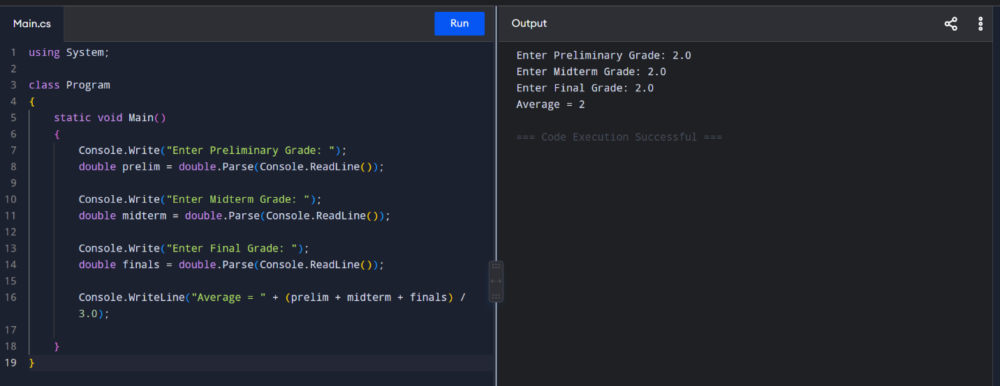 Main.cs
Run
1 using System;
2
3 class Program
4 {
5     static void Main()
6     {
7         Console.Write("Enter Preliminary Grade: ");
8         double prelim = double.Parse(Console.ReadLine());
9
10         Console.Write("Enter Midterm Grade: ");
11         double midterm = double.Parse(Console.ReadLine());
12
13         Console.Write("Enter Final Grade: ");
14         double finals = double.Parse(Console.ReadLine());
15
16         Console.WriteLine("Average = " + (prelim + midterm + finals) /
        3.0);
17
18     }
19 }
Output
Enter Preliminary Grade: 2.0
Enter Midterm Grade: 2.0
Enter Final Grade: 2.0
Average = 2
=== Code Execution Successful ===